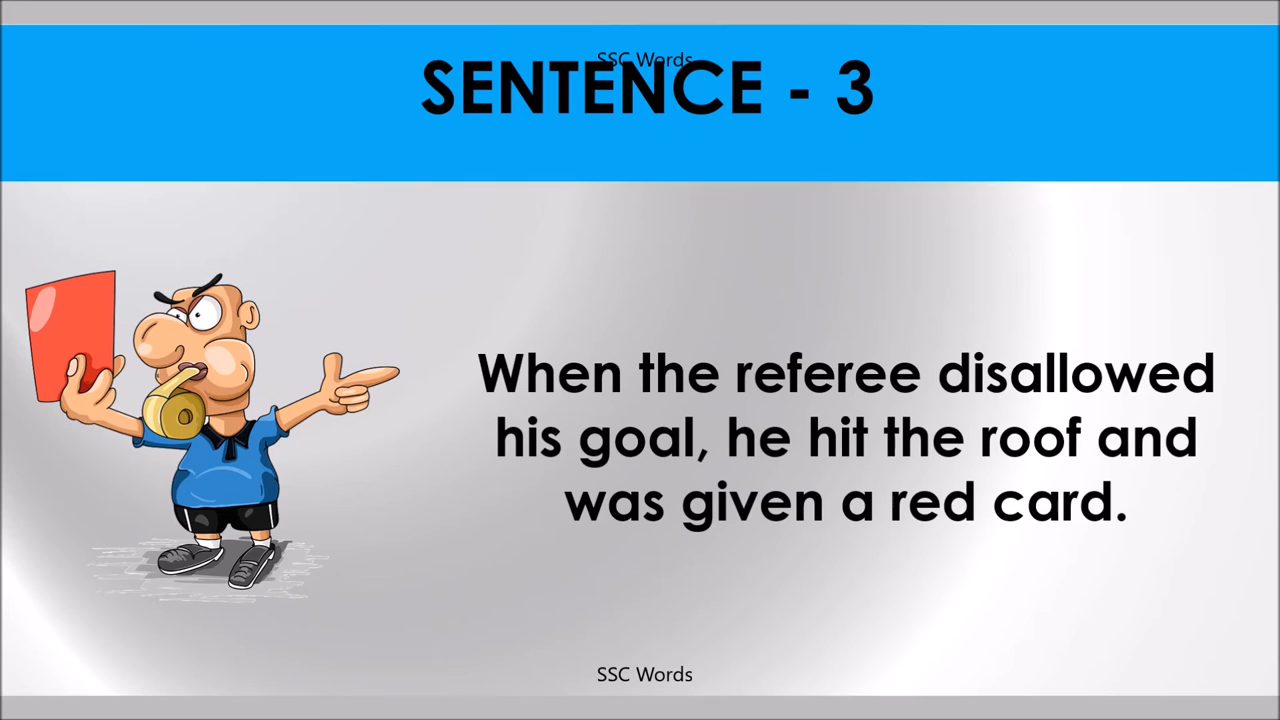 SSC Words
SENTENCE - 3
When the referee disallowed
his goal, he hit the roof and
was given a red card.
SSC Words